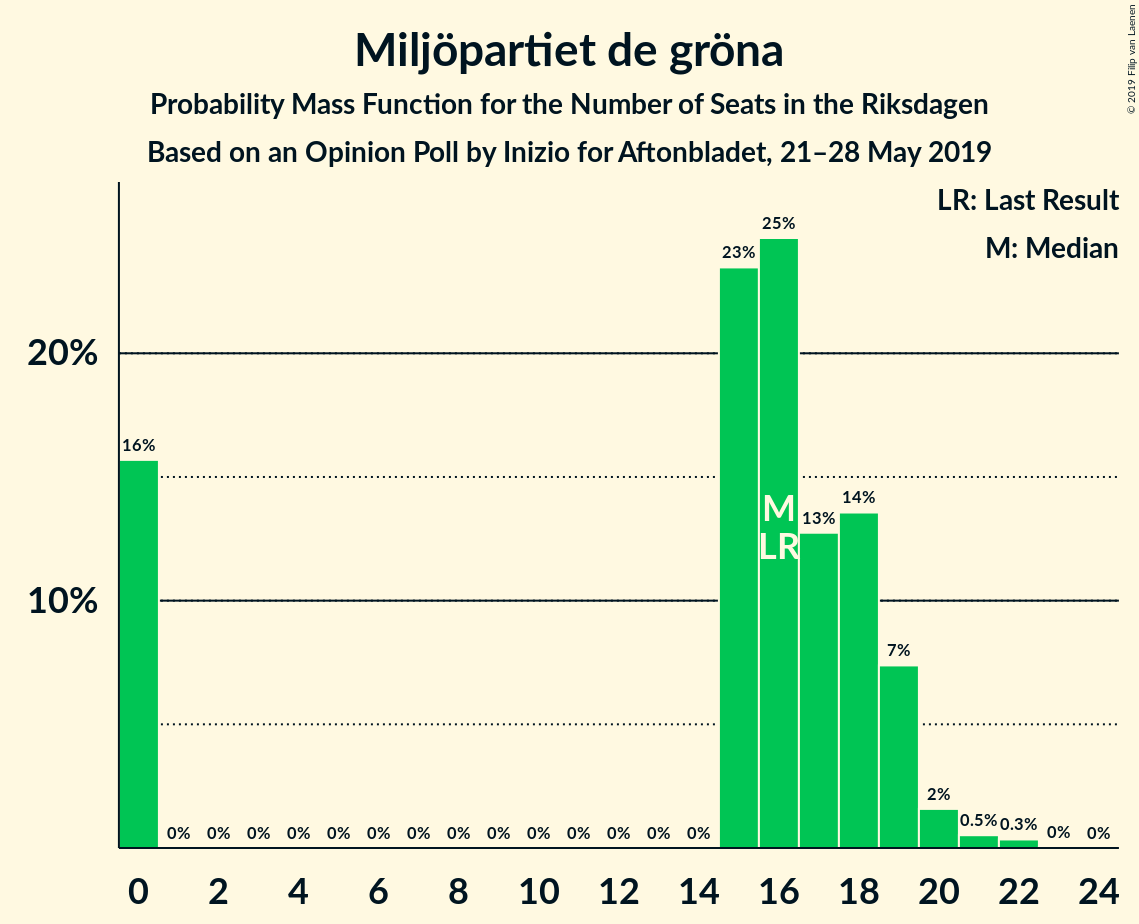 Miljöpartiet de gröna
Probability Mass Function for the Number of Seats in the Riksdagen
Based on an Opinion Poll by Inizio for Aftonbladet, 21–28 May 2019
© 2019 Filip van Laenen
LR: Last Result
M: Median
20%
10%
16%
0% 0% 0% 0% 0% 0% 0% 0% 0% 0% 0% 0% 0% 0%
23%
25%
13%
14%
7%
2%
0.5%
0.3%
0%
0%
M
LR
0 2 4 6 8 10 12 14 16 18 20 22 24